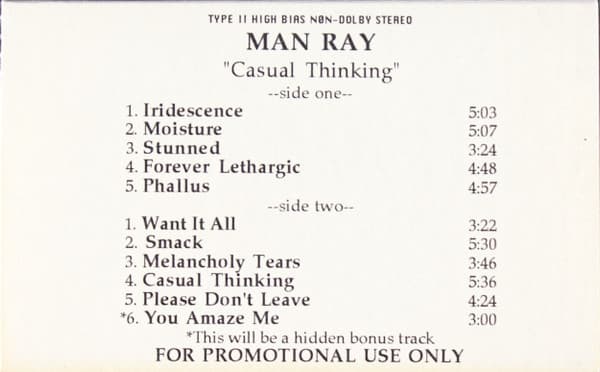 TYPE II HIGH BIAS NØN-DOLBY STEREO
MAN RAY
"Casual Thinking"
--side one--
1. Iridescence 5:03
2. Moisture 5:07
3. Stunned 3:24
4. Forever Lethargic 4:48
5. Phallus 4:57
--side two--
1. Want It All 3:22
2. Smack 5:30
3. Melancholy Tears 3:46
4. Casual Thinking 5:36
5. Please Don't Leave 4:24
*6. You Amaze Me 3:00
*This will be a hidden bonus track
FOR PROMOTIONAL USE ONLY